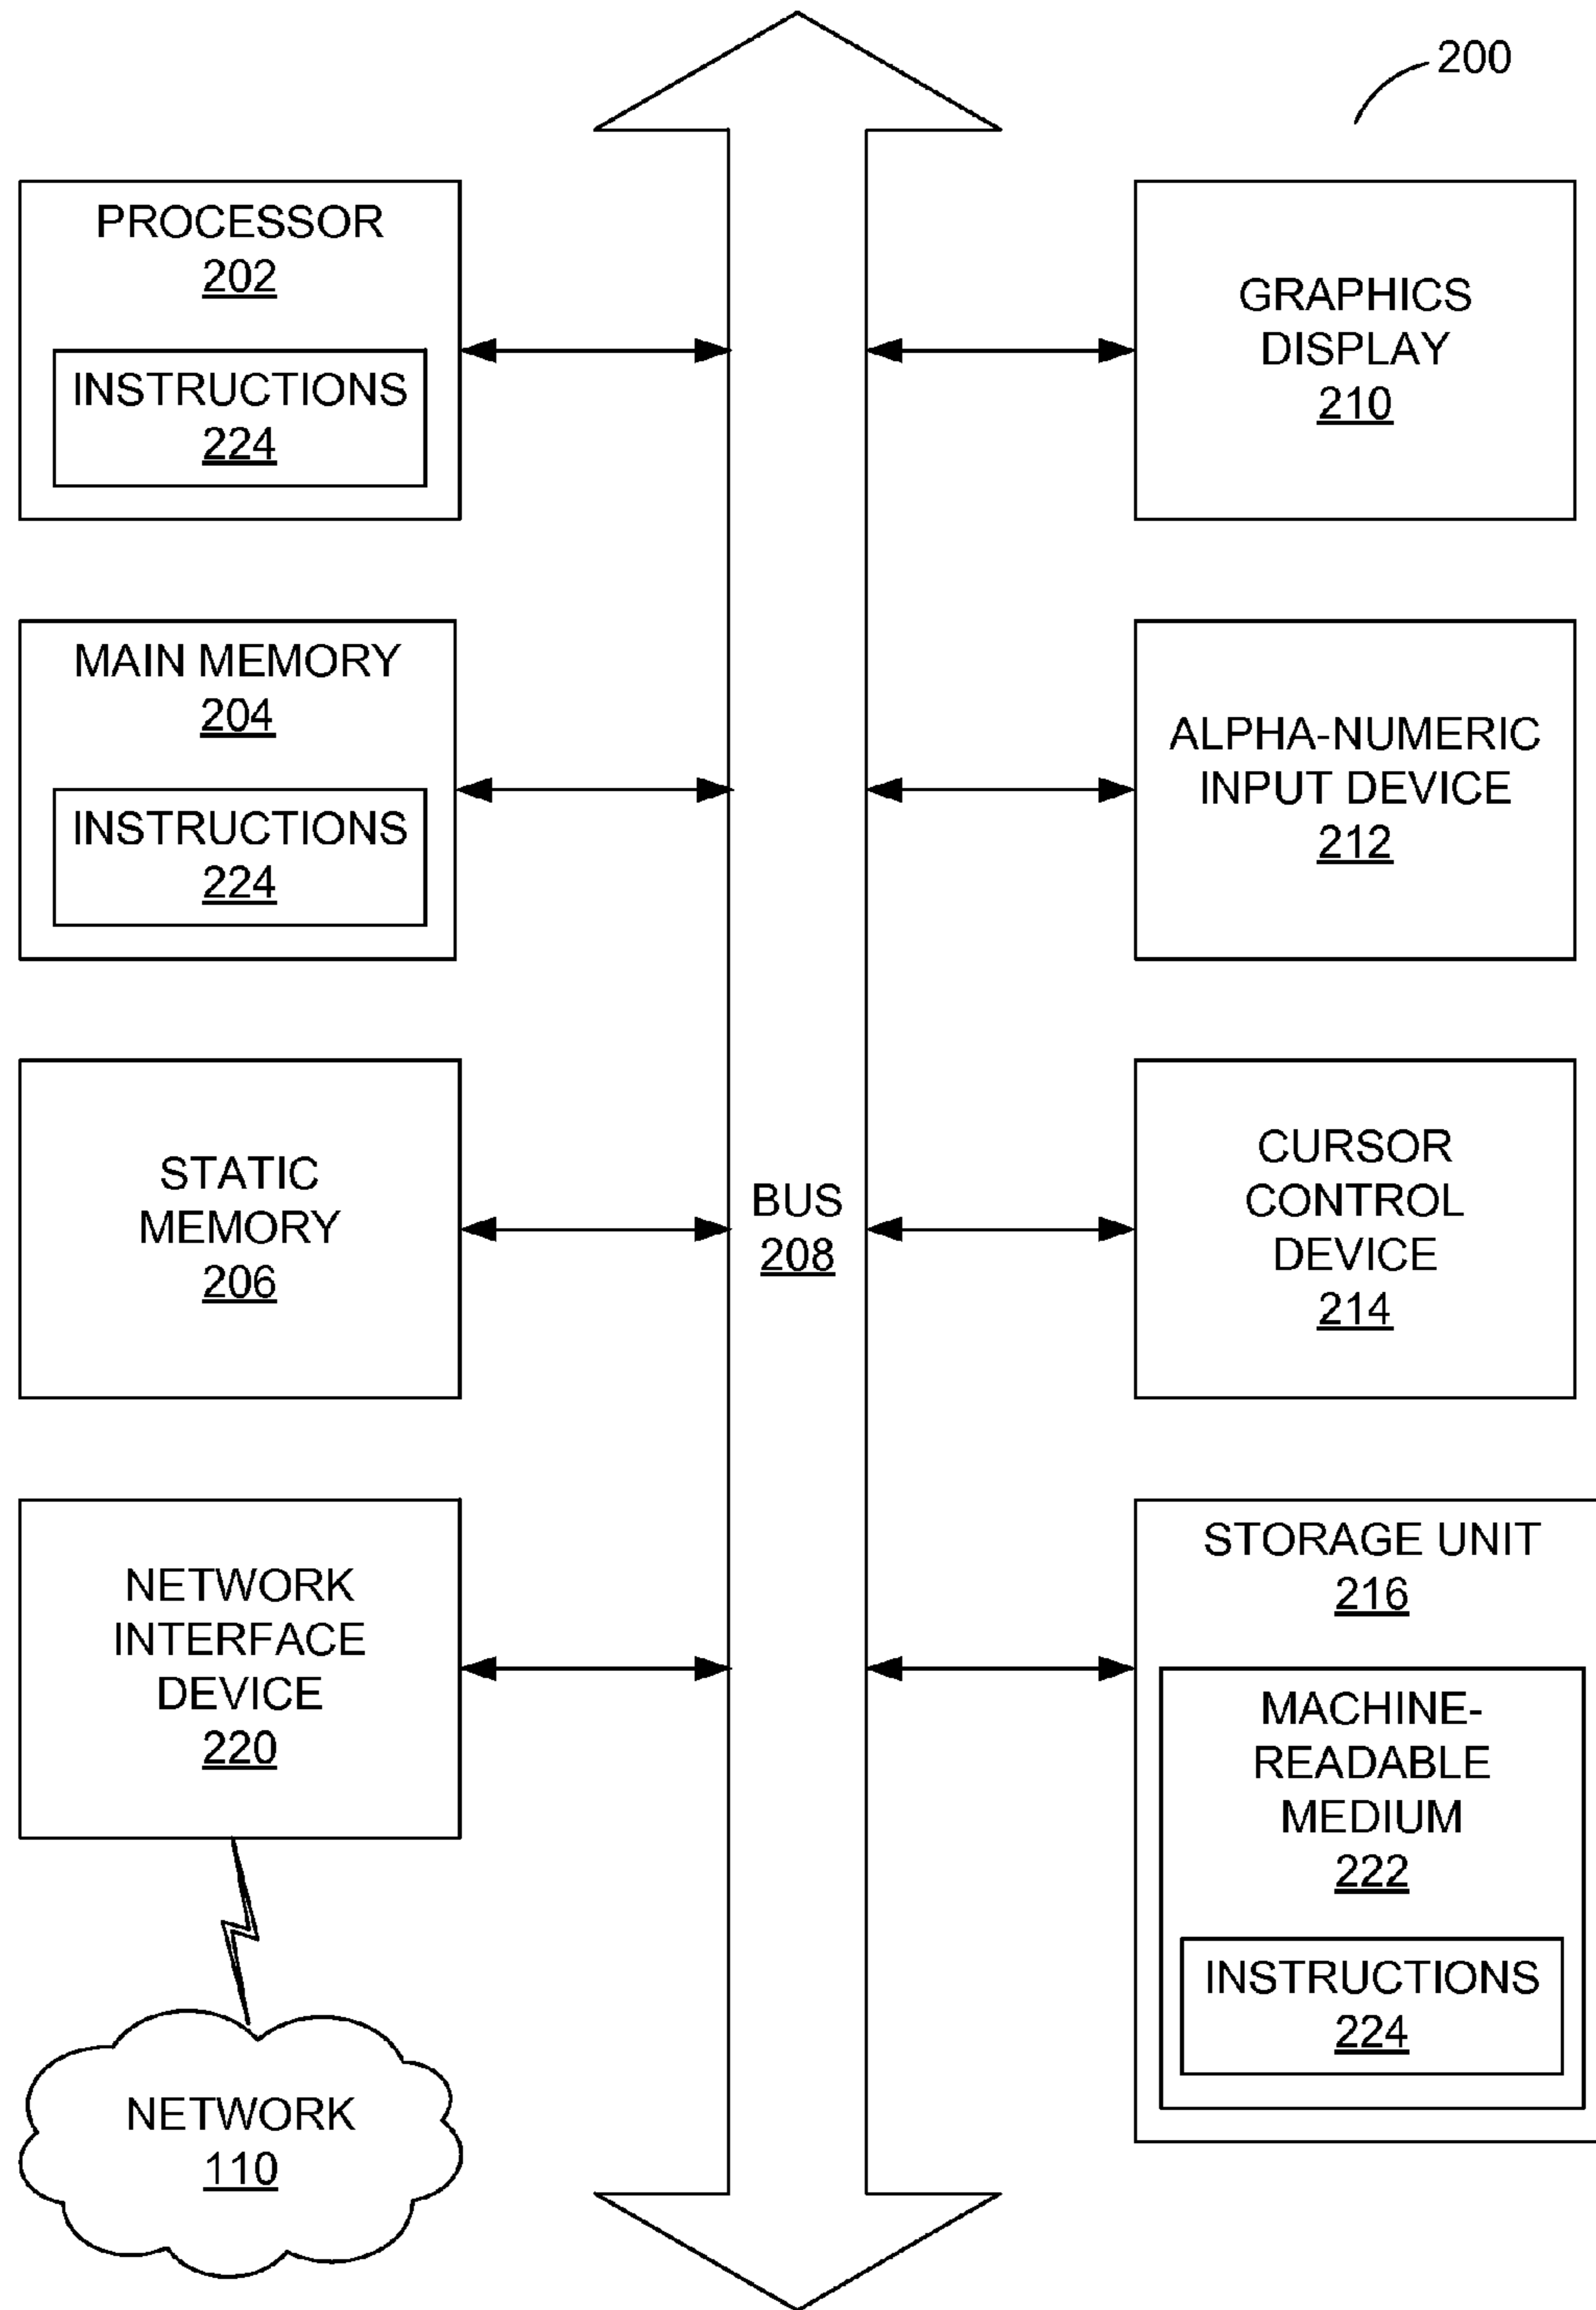 200
PROCESSOR
202
INSTRUCTIONS
224
MAIN MEMORY
204
INSTRUCTIONS
224
STATIC
MEMORY
206
NETWORK
INTERFACE
DEVICE
220
NETWORK
110
BUS
208
GRAPHICS
DISPLAY
210
ALPHA-NUMERIC
INPUT DEVICE
212
CURSOR
CONTROL
DEVICE
214
STORAGE UNIT
216
MACHINE-
READABLE
MEDIUM
222
INSTRUCTIONS
224